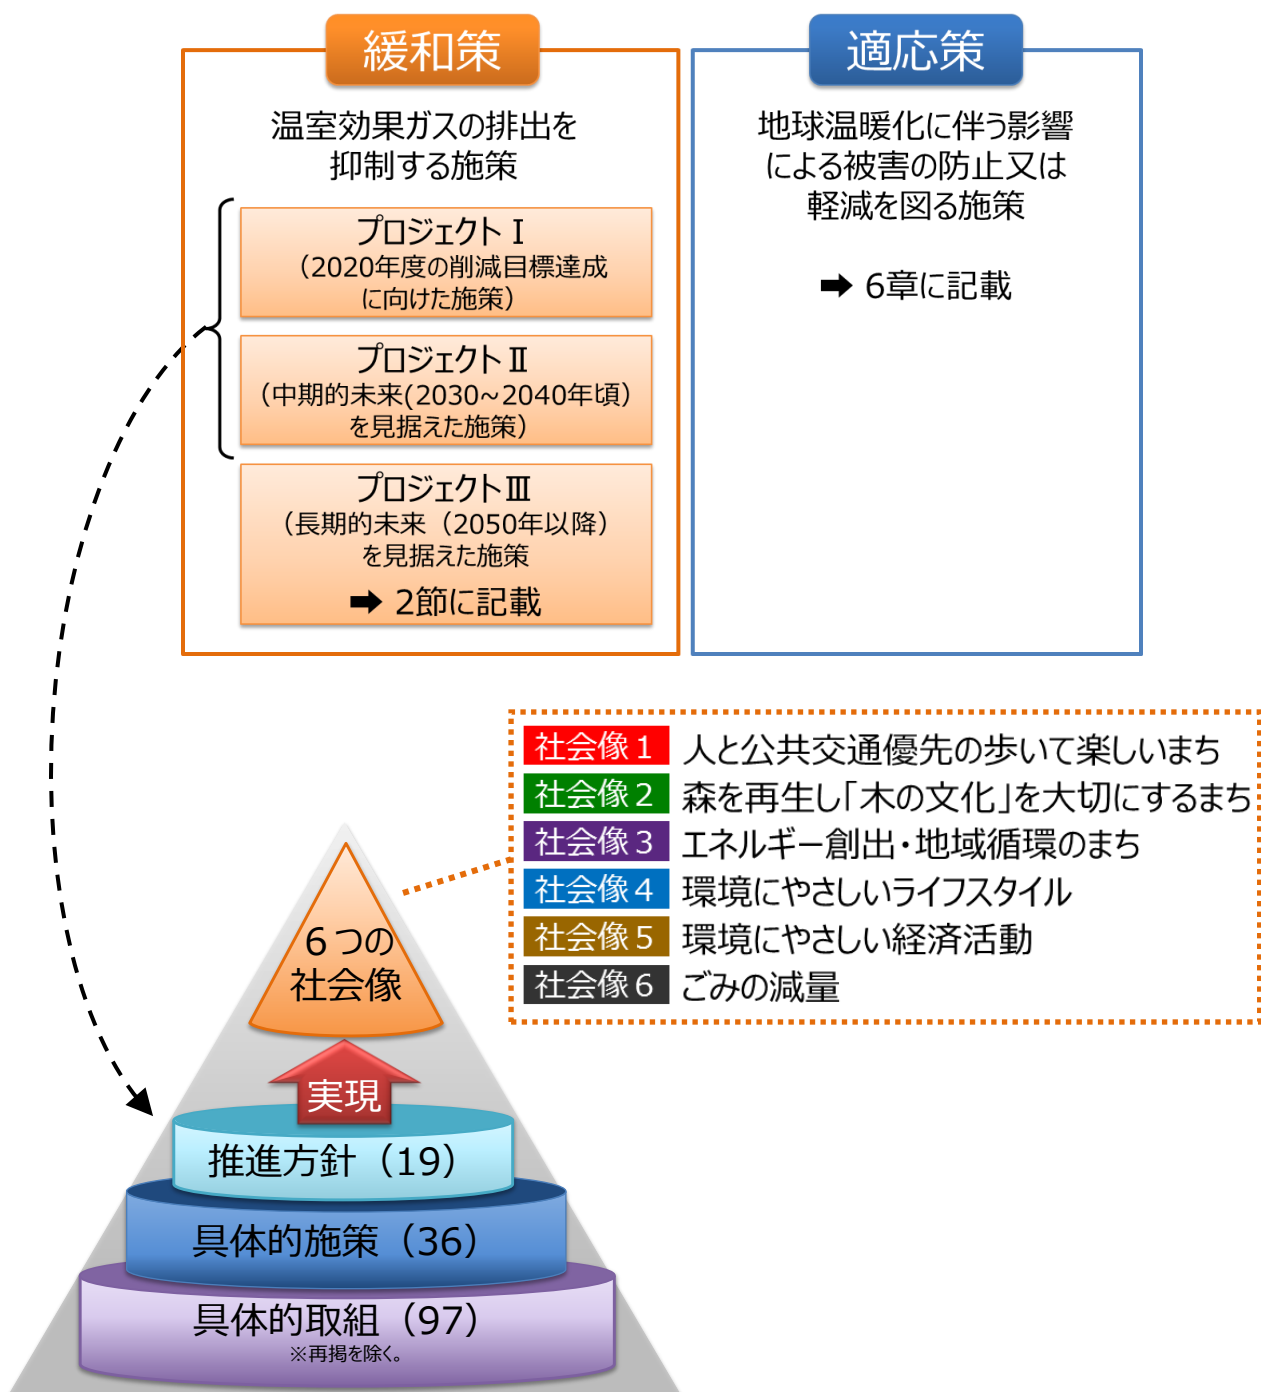 緩和策
温室効果ガスの排出を
抑制する施策
プロジェクトⅠ
（2020年度の削減目標達成
に向けた施策）
プロジェクトⅡ
（中期的未来(2030~2040年頃）
を見据えた施策）
プロジェクトⅢ
（長期的未来（2050年以降）
を見据えた施策
➡ 2節に記載
適応策
地球温暖化に伴う影響
による被害の防止又は
軽減を図る施策
➡ 6章に記載
社会像１ 人と公共交通優先の歩いて楽しいまち
社会像２ 森を再生し「木の文化」を大切にするまち
社会像３ エネルギー創出・地域循環のまち
社会像４ 環境にやさしいライフスタイル
社会像５ 環境にやさしい経済活動
社会像６ ごみの減量
６つの
社会像
実現
推進方針（19）
具体的施策（36）
具体的取組（97）
※再掲を除く。